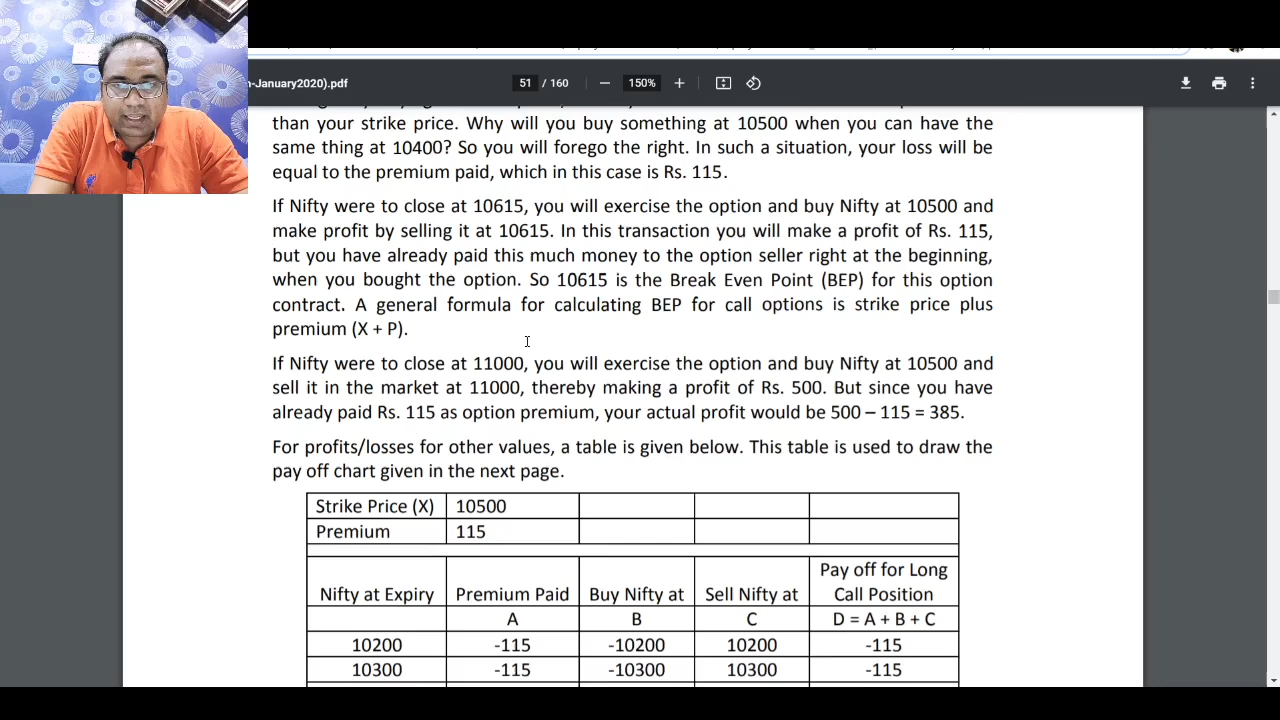 n-January2020).pdf
51 / 160
150%
than your strike price. Why will you buy something at 10500 when you can have the
same thing at 10400? So you will forego the right. In such a situation, your loss will be
equal to the premium paid, which in this case is Rs. 115.
If Nifty were to close at 10615, you will exercise the option and buy Nifty at 10500 and
make profit by selling it at 10615. In this transaction you will make a profit of Rs. 115,
but you have already paid this much money to the option seller right at the beginning,
when you bought the option. So 10615 is the Break Even Point (BEP) for this option
contract. A general formula for calculating BEP for call options is strike price plus
premium (X + P).
If Nifty were to close at 11000, you will exercise the option and buy Nifty at 10500 and
sell it in the market at 11000, thereby making a profit of Rs. 500. But since you have
already paid Rs. 115 as option premium, your actual profit would be 500 – 115 = 385.
For profits/losses for other values, a table is given below. This table is used to draw the
pay off chart given in the next page.
Strike Price (X) 10500
Premium 115
Nifty at Expiry Premium Paid Buy Nifty at Sell Nifty at Pay off for Long
Call Position
A B C D = A + B + C
10200 -115 -10200 10200 -115
10300 -115 -10300 10300 -115